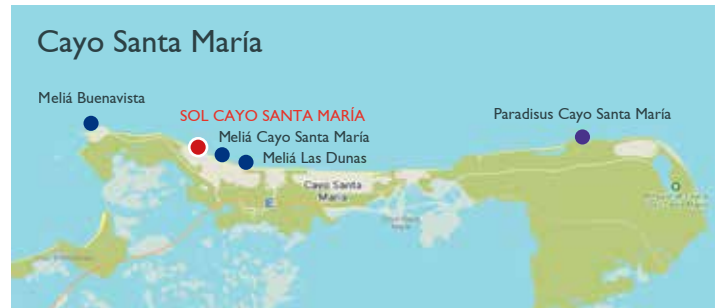 Cayo Santa María
Meliá Buenavista
SOL CAYO SANTA MARÍA
Paradisus Cayo Santa María
Meliá Cayo Santa María
Meliá Las Dunas
Cayo Santa
María
E